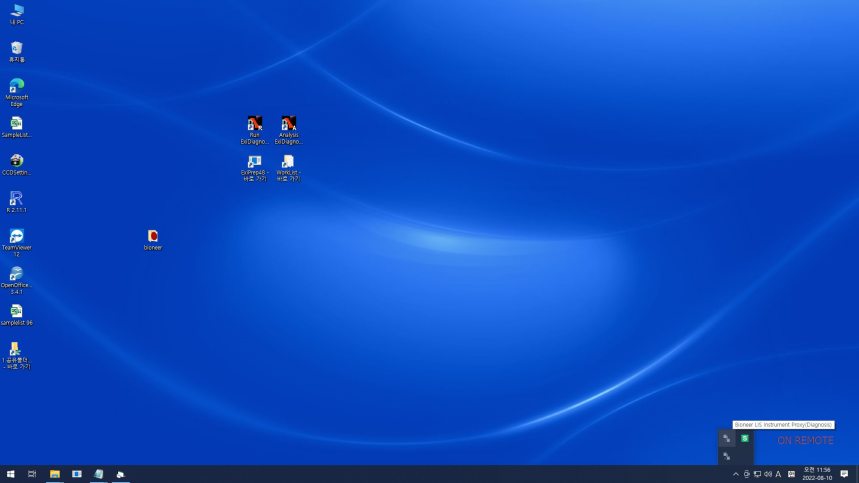 UI PC
휴지통
Microsoft
Edge
SampleList...
CCDSettin...
R 2.11.1
TeamViewer
12
OpenOffice...
3.4.1
samplelist 96
1.공유폴더...
- 바로 가기
bioneer
Run
ExiDiagno...
Analysis
ExiDiagno...
ExiPrep48 -
바로 가기
WorkList -
바로 가기
Bioneer LIS Instrument Proxy(Diagnosis)
ON REMOTE
A
오전 11:56
2022-08-10